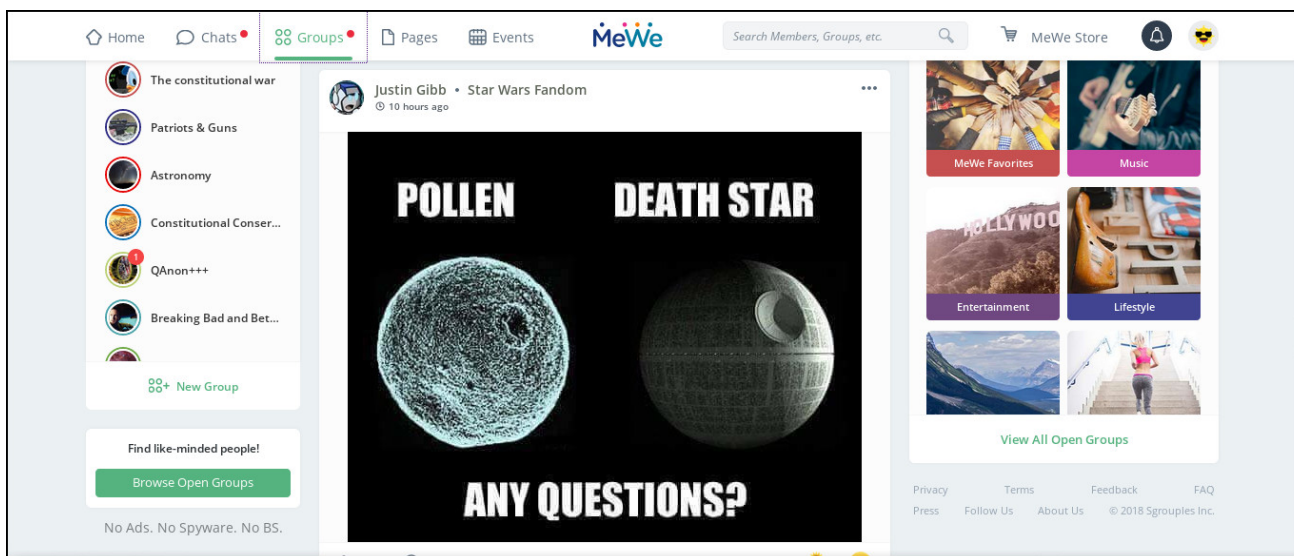 Home
Chats
Groups
Pages
Events
MeWe
Search Members, Groups, etc.
MeWe Store
The constitutional war
Patriots & Guns
Astronomy
Constitutional Conser...
1
QAnon+++
Breaking Bad and Bet...
New Group
Find like-minded people!
Browse Open Groups
No Ads. No Spyware. No BS.
Justin Gibb • Star Wars Fandom
10 hours ago
POLLEN DEATH STAR
ANY QUESTIONS?
MeWe Favorites
Music
HOLLYWOO
Entertainment
Lifestyle
View All Open Groups
Privacy Terms Feedback FAQ
Press Follow Us About Us © 2018 Sgrouples Inc.